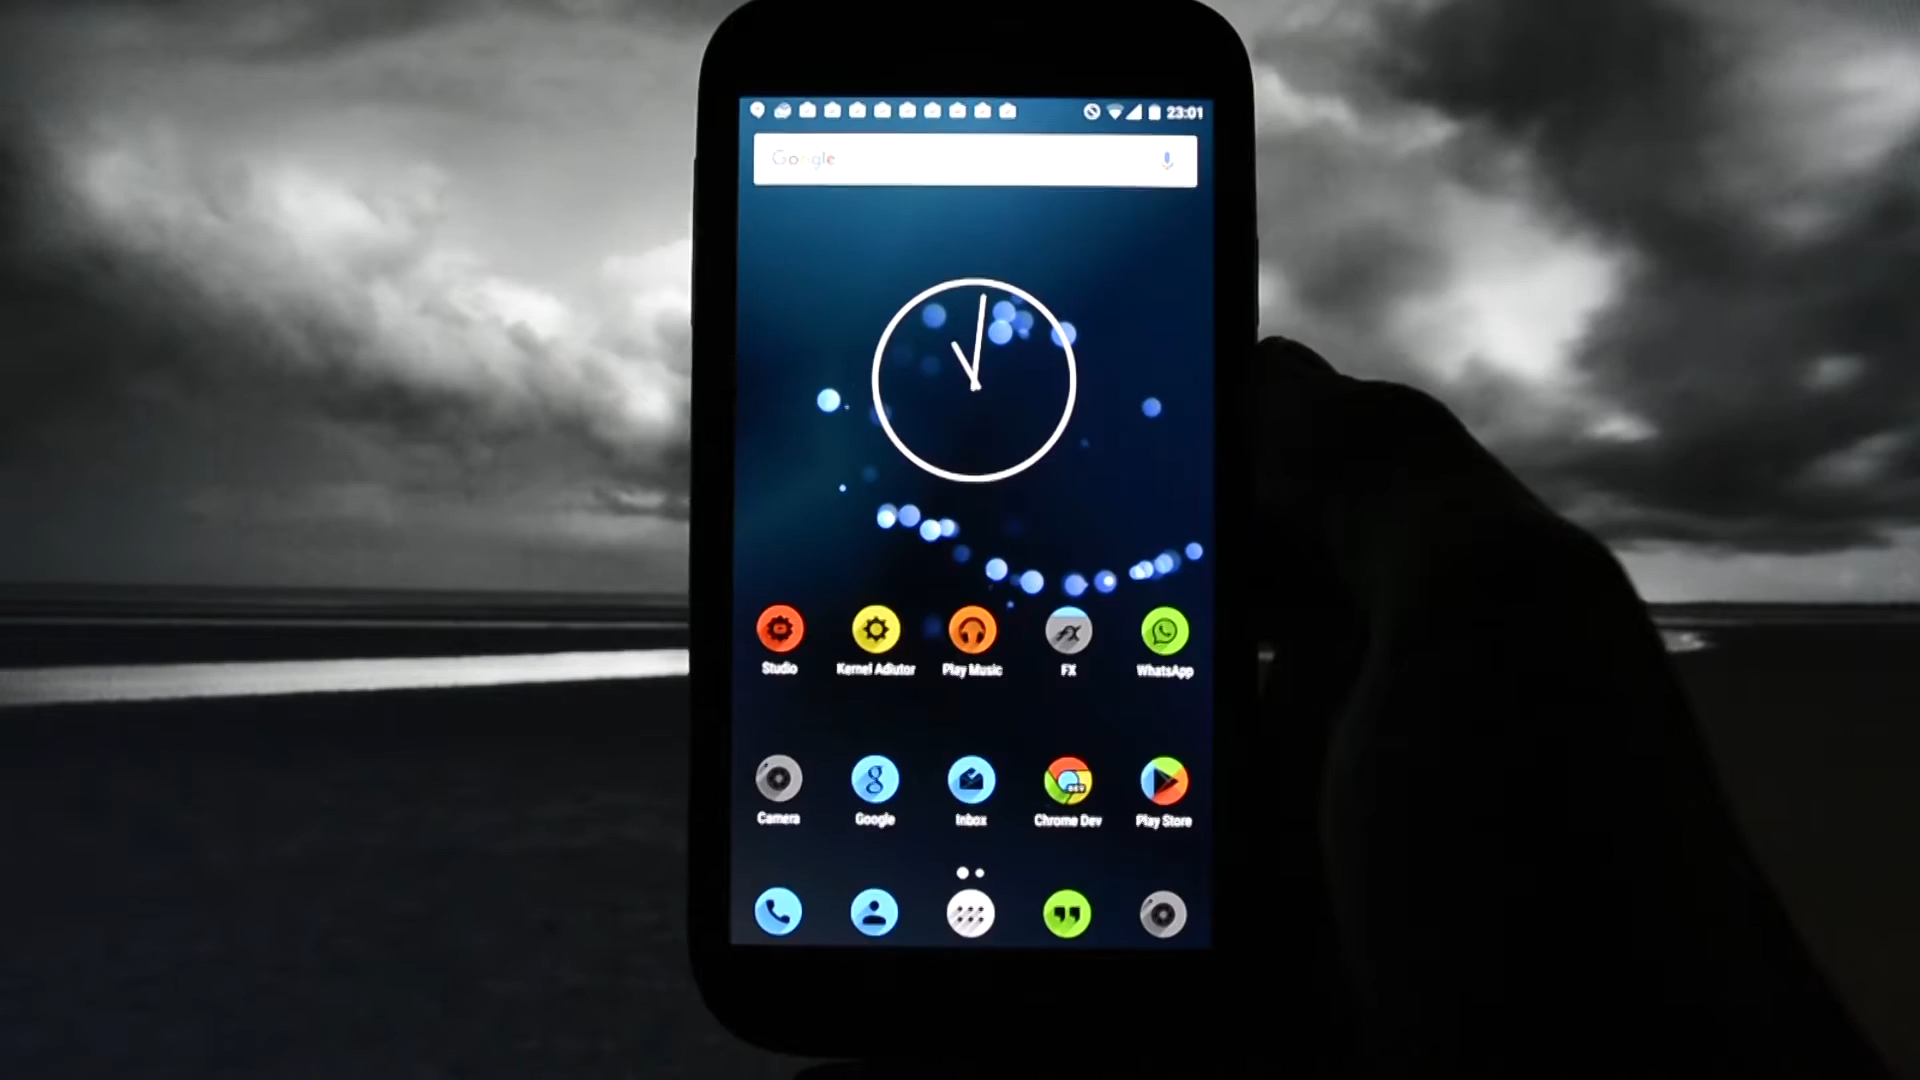 23:01
Google
Studio Kernel Adiutor Play Music FX WhatsApp
Camera Google Inbox Chrome Dev Play Store